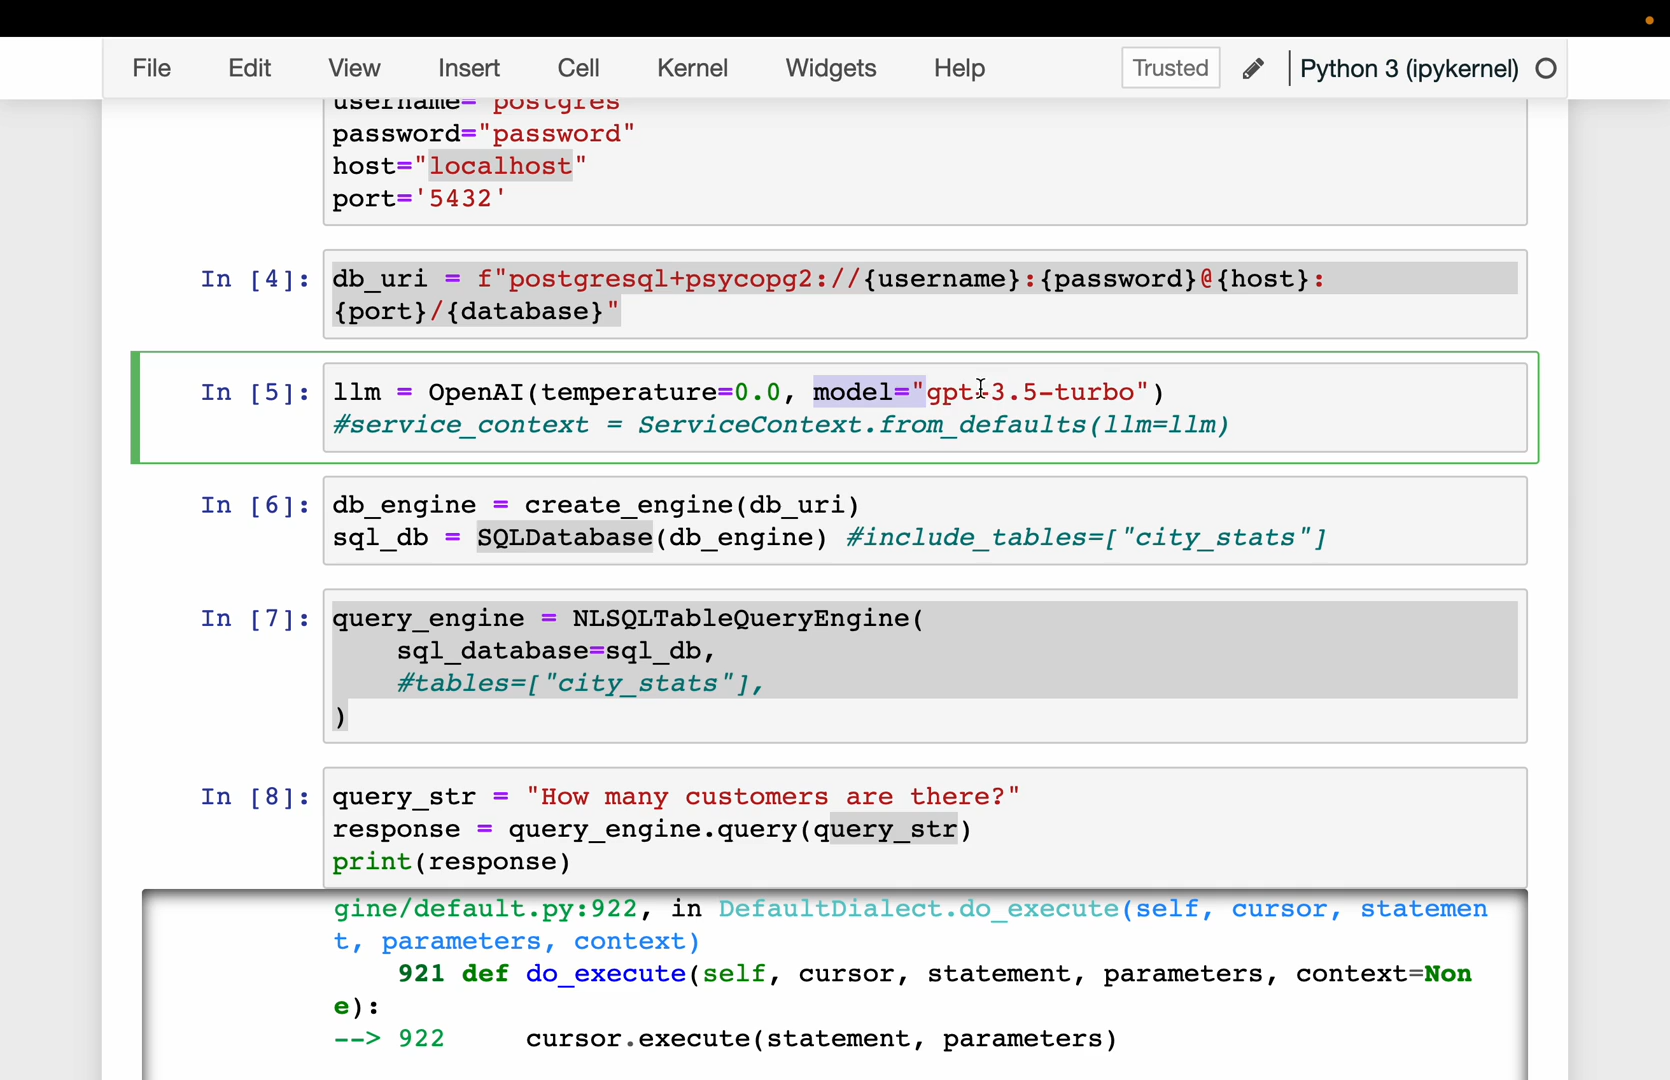 File Edit View Insert Cell Kernel Widgets Help Trusted Python 3 (ipykernel)
username="postgres"
password="password"
host="localhost"
port='5432'
In [4]: db_uri = f"postgresql+psycopg2://{username}:{password}@{host}:
{port}/{database}"
In [5]: llm = OpenAI(temperature=0.0, model="gpt-3.5-turbo")
#service_context = ServiceContext.from_defaults(llm=llm)
In [6]: db_engine = create_engine(db_uri)
sql_db = SQLDatabase(db_engine) #include_tables=["city_stats"]
In [7]: query_engine = NLSQLTableQueryEngine(
sql_database=sql_db,
#tables=["city_stats"],
)
In [8]: query_str = "How many customers are there?"
response = query_engine.query(query_str)
print(response)
gine/default.py:922, in DefaultDialect.do_execute(self, cursor, statemen
t, parameters, context)
921 def do_execute(self, cursor, statement, parameters, context=Non
e):
--> 922 cursor.execute(statement, parameters)